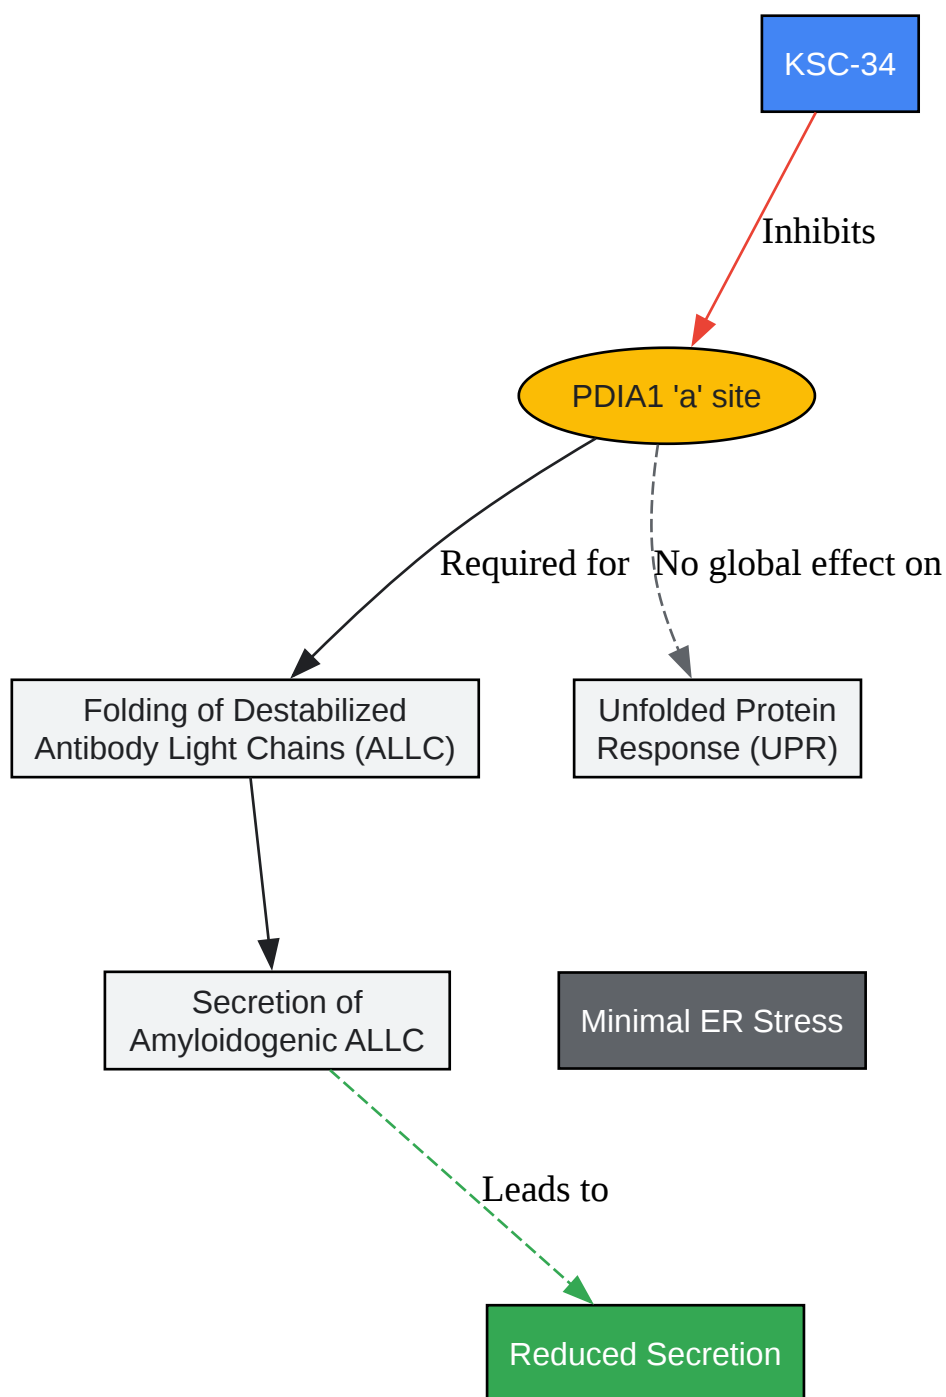 KSC-34
Inhibits
PDIA1 'a' site
Required for
No global effect on
Folding of Destabilized
Antibody Light Chains (ALLC)
Unfolded Protein
Response (UPR)
Secretion of
Amyloidogenic ALLC
Minimal ER Stress
Leads to
Reduced Secretion